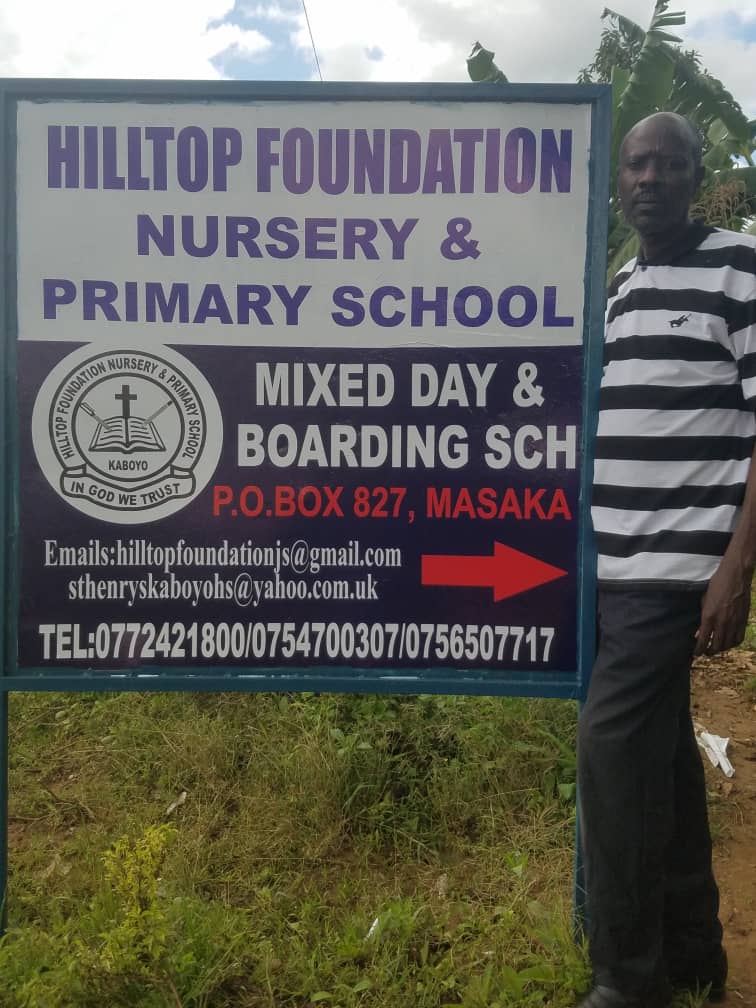 HILLTOP FOUNDATION
NURSERY &
PRIMARY SCHOOL
HILLTOP FOUNDATION NURSERY & PRIMARY SCHOOL
KABOYO
IN GOD WE TRUST
MIXED DAY &
BOARDING SCH
P.O.BOX 827, MASAKA
Emails:hilltopfoundationjs@gmail.com
sthenryskaboyohs@yahoo.com.uk
TEL:0772421800/0754700307/0756507717